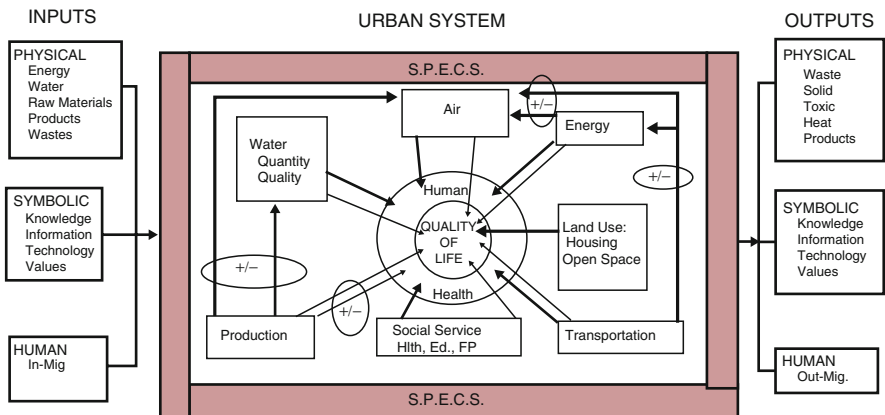 INPUTS
URBAN SYSTEM
OUTPUTS
PHYSICAL
Energy
Water
Raw Materials
Products
Wastes
SYMBOLIC
Knowledge
Information
Technology
Values
HUMAN
In-Mig
S.P.E.C.S.
Air
+/−
Energy
Water
Quantity
Quality
+/−
Human
QUALITY
OF
LIFE
Health
Land Use:
Housing
Open Space
+/−
+/−
Production
Social Service
Hlth, Ed., FP
Transportation
S.P.E.C.S.
PHYSICAL
Waste
Solid
Toxic
Heat
Products
SYMBOLIC
Knowledge
Information
Technology
Values
HUMAN
Out-Mig.